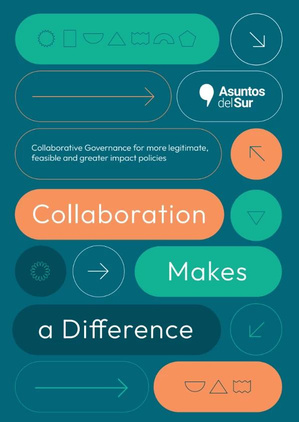 Asuntos
del Sur
Collaborative Governance for more legitimate,
feasible and greater impact policies
Collaboration
Makes
a Difference